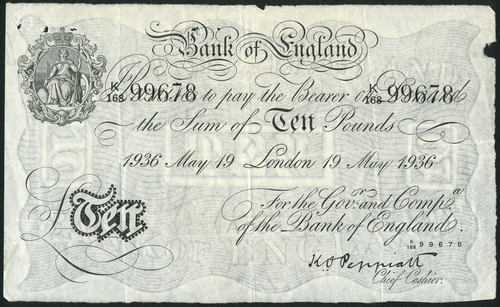 Bank of England
K/168 99678 to pay the Bearer on K/168 99678
the Sum of Ten Pounds
1936 May 19 London 19 May 1936
For the Govr. and Compa.
of the Bank of England.
K/168 99678
£Ten
K O Peppiatt
Chief Cashier.